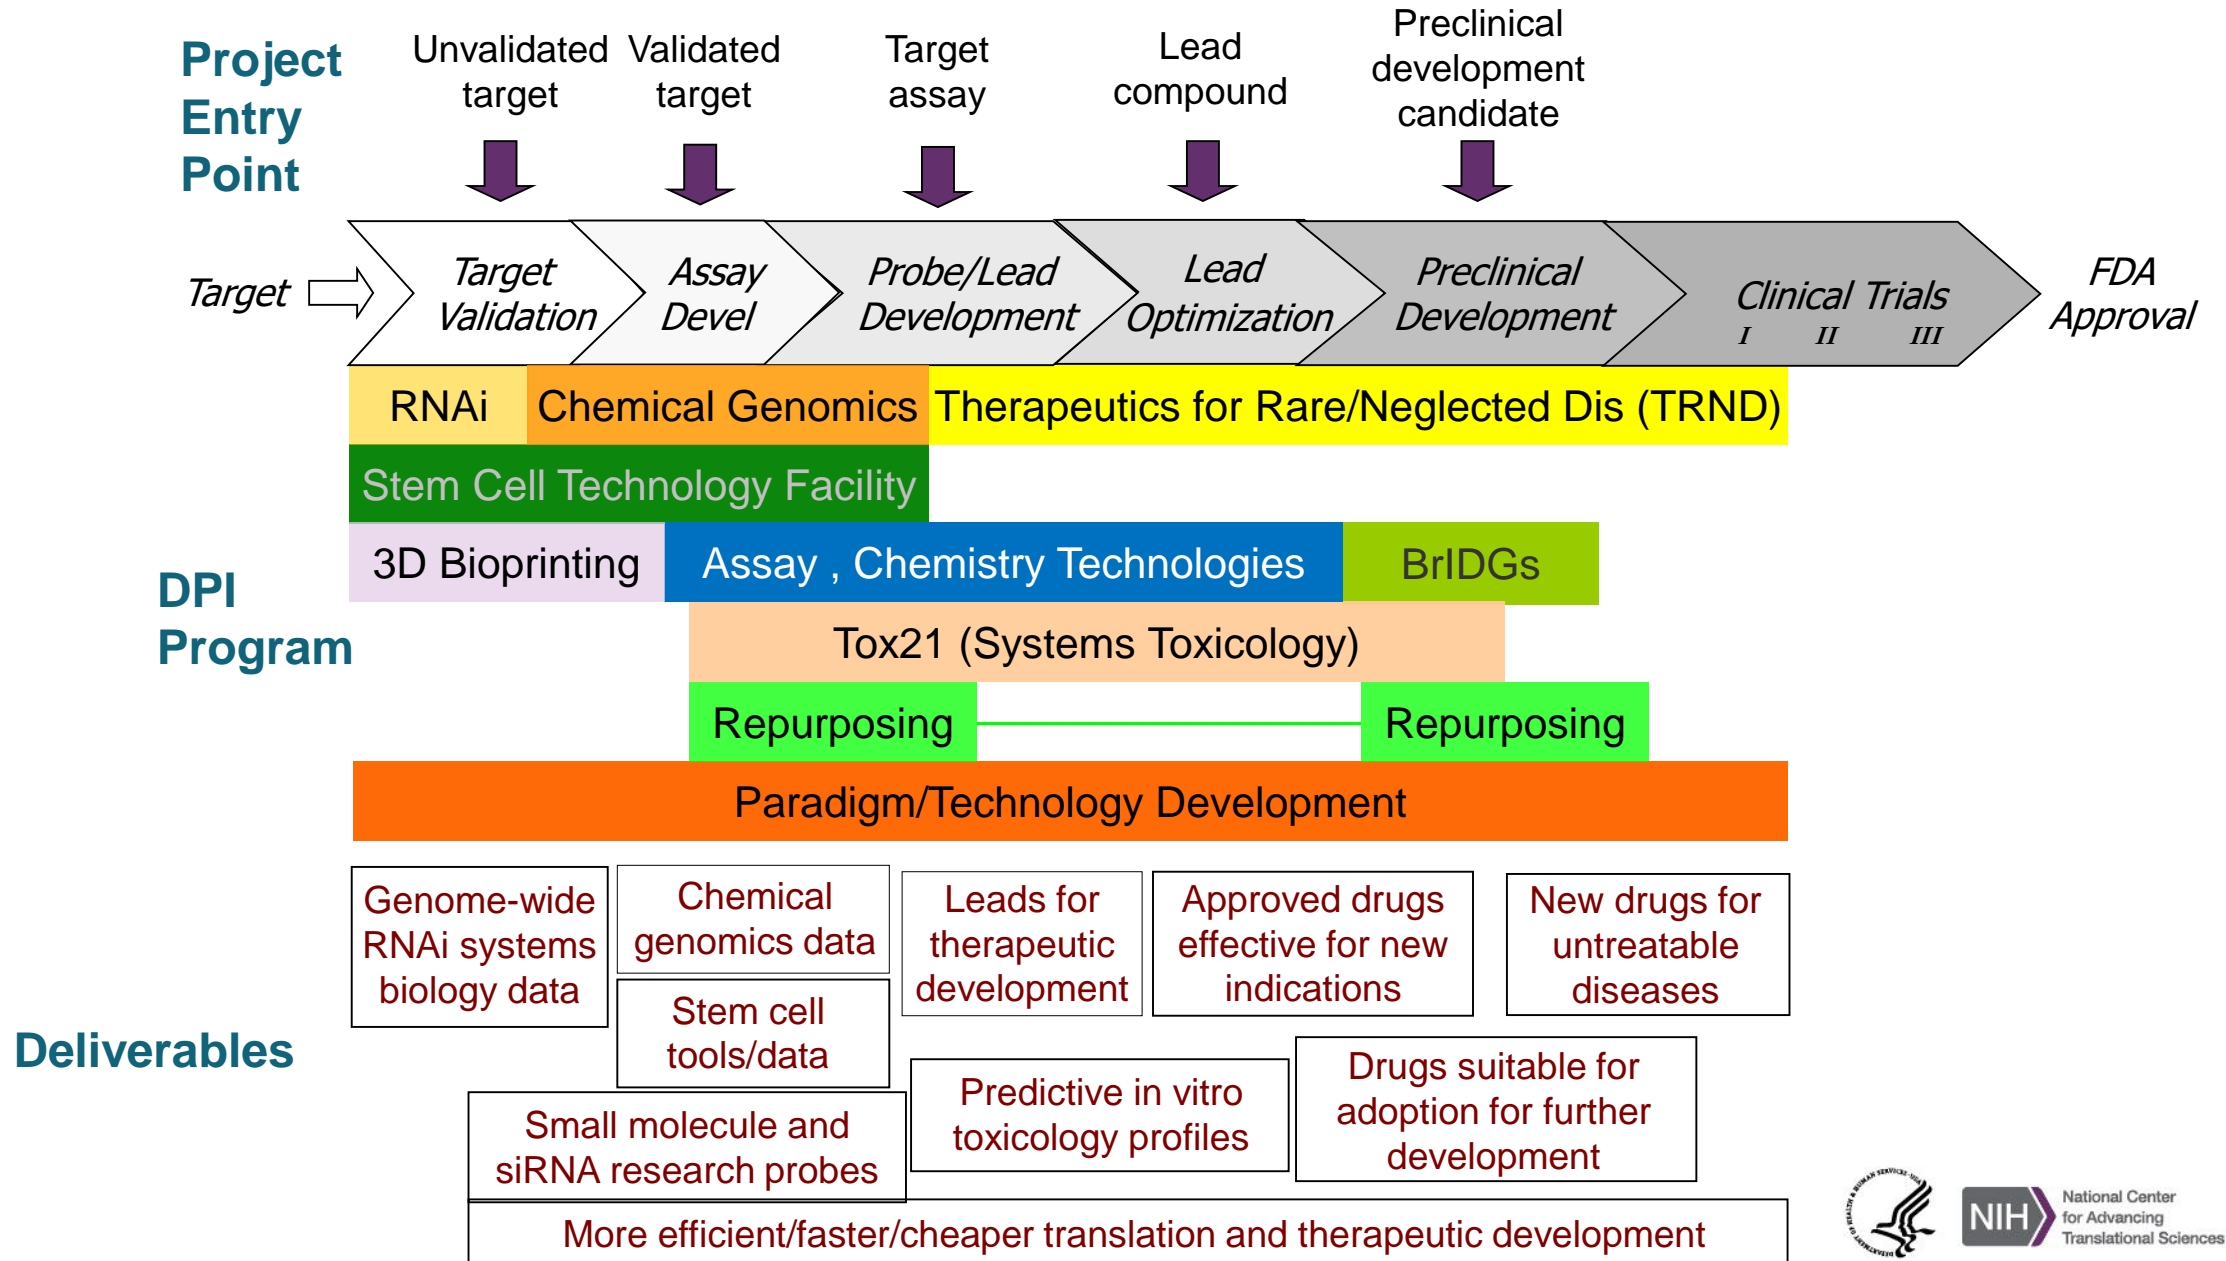 Project
Entry
Point
Unvalidated
target
Validated
target
Target
assay
Lead
compound
Preclinical
development
candidate
Target
Target
Validation
Assay
Devel
Probe/Lead
Development
Lead
Optimization
Preclinical
Development
Clinical Trials
I II III
FDA
Approval
RNAi
Chemical Genomics
Therapeutics for Rare/Neglected Dis (TRND)
Stem Cell Technology Facility
DPI
Program
3D Bioprinting
Assay , Chemistry Technologies
BrIDGs
Tox21 (Systems Toxicology)
Repurposing
Repurposing
Paradigm/Technology Development
Deliverables
Genome-wide
RNAi systems
biology data
Chemical
genomics data
Leads for
therapeutic
development
Approved drugs
effective for new
indications
New drugs for
untreatable
diseases
Stem cell
tools/data
Small molecule and
siRNA research probes
Predictive in vitro
toxicology profiles
Drugs suitable for
adoption for further
development
More efficient/faster/cheaper translation and therapeutic development
DEPARTMENT OF HEALTH & HUMAN SERVICES · USA
NIH
National Center
for Advancing
Translational Sciences